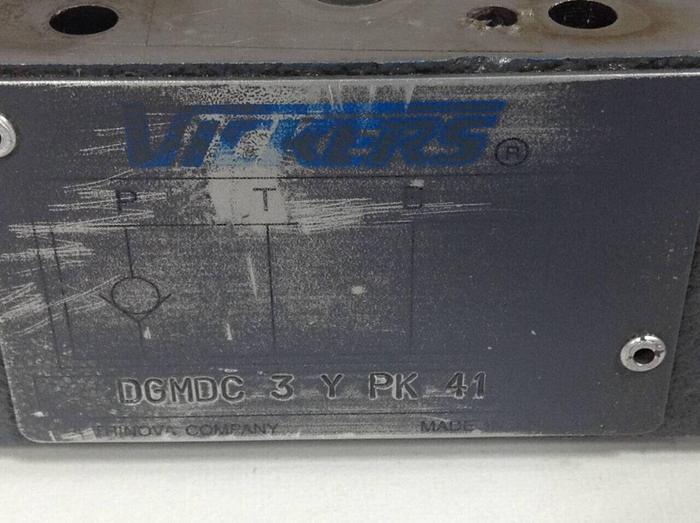 VICKERS ®
P T
DGMDC 3 Y PK 41
TRINOVA COMPANY MADE